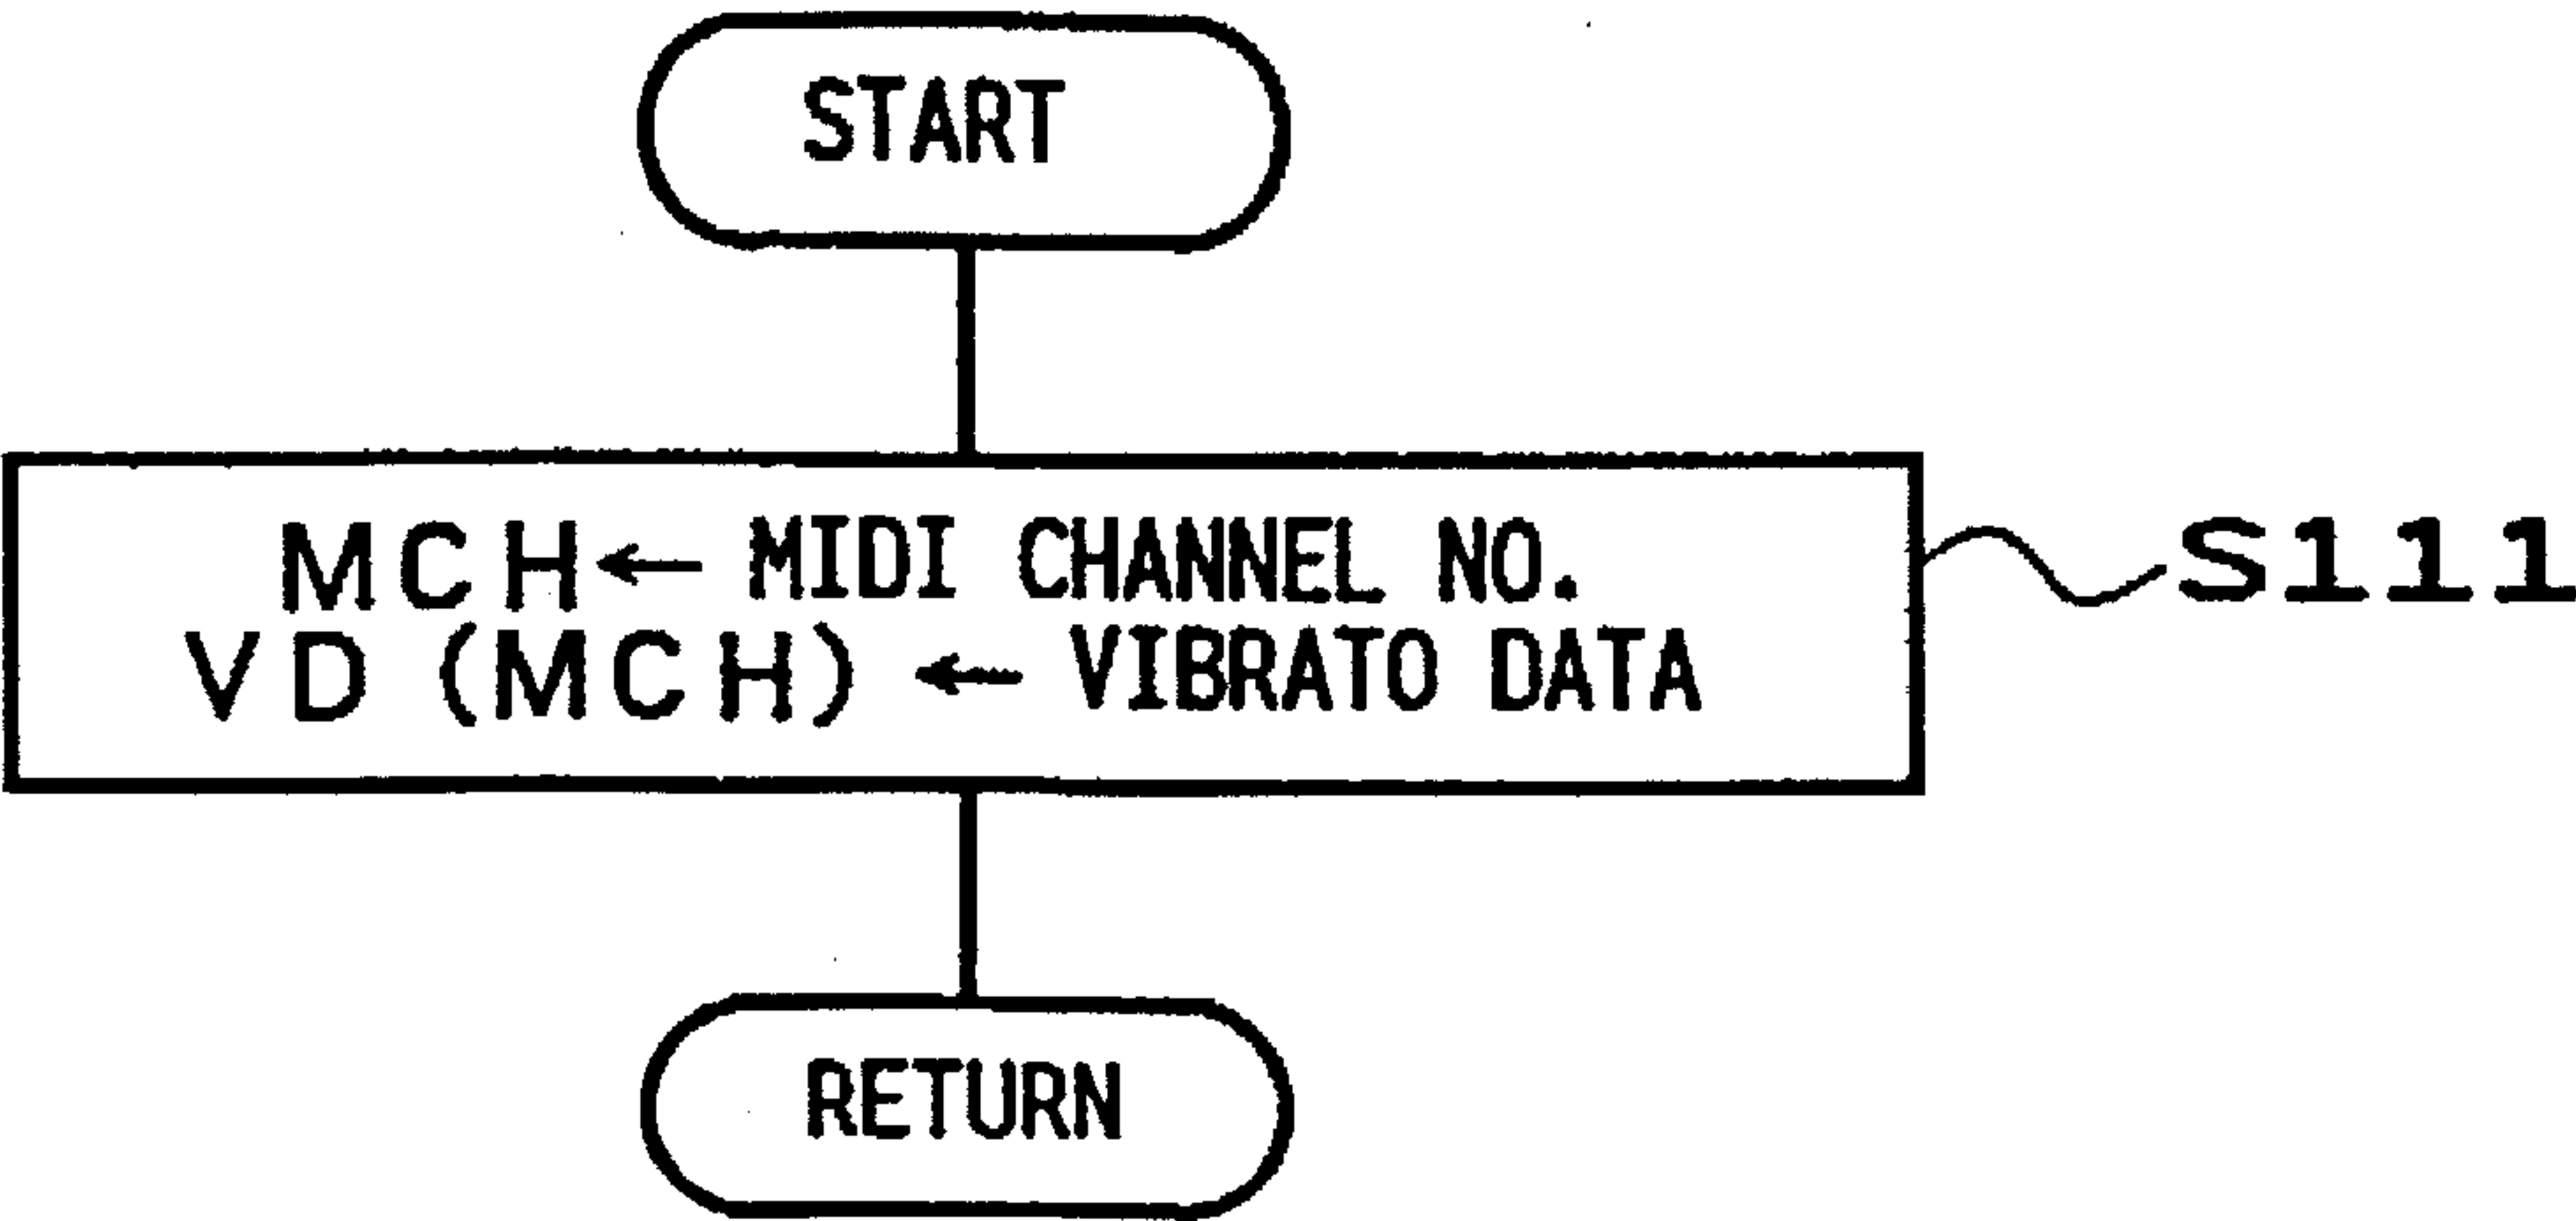 START
MCH← MIDI CHANNEL NO.
S111
VD (MCH) ← VIBRATO DATA
RETURN